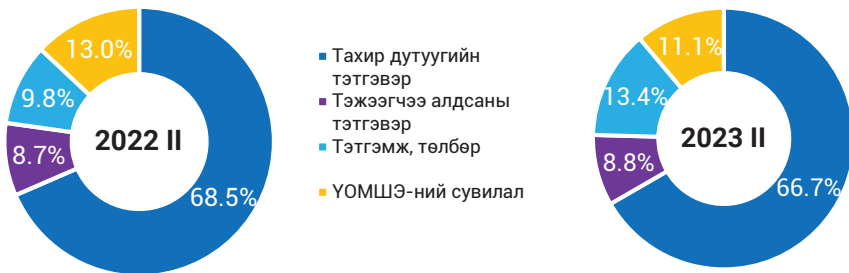 13.0%
9.8%
2022 II
8.7%
68.5%
Тахир дутуугийн
тэтгэвэр
Тэжээгчээ алдсаны
тэтгэвэр
Тэтгэмж, төлбөр
ҮОМШӨ-ний сувилал
11.1%
13.4%
2023 II
8.8%
66.7%